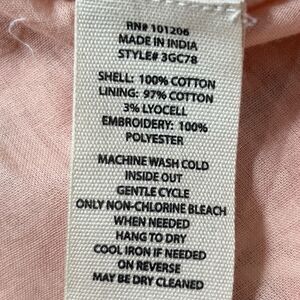 RN# 101206
MADE IN INDIA
STYLE# 3GC78
SHELL: 100% COTTON
LINING: 97% COTTON
3% LYOCELL
EMBROIDERY: 100%
POLYESTER
MACHINE WASH COLD
INSIDE OUT
GENTLE CYCLE
ONLY NON-CHLORINE BLEACH
WHEN NEEDED
HANG TO DRY
COOL IRON IF NEEDED
ON REVERSE
MAY BE DRY CLEANED